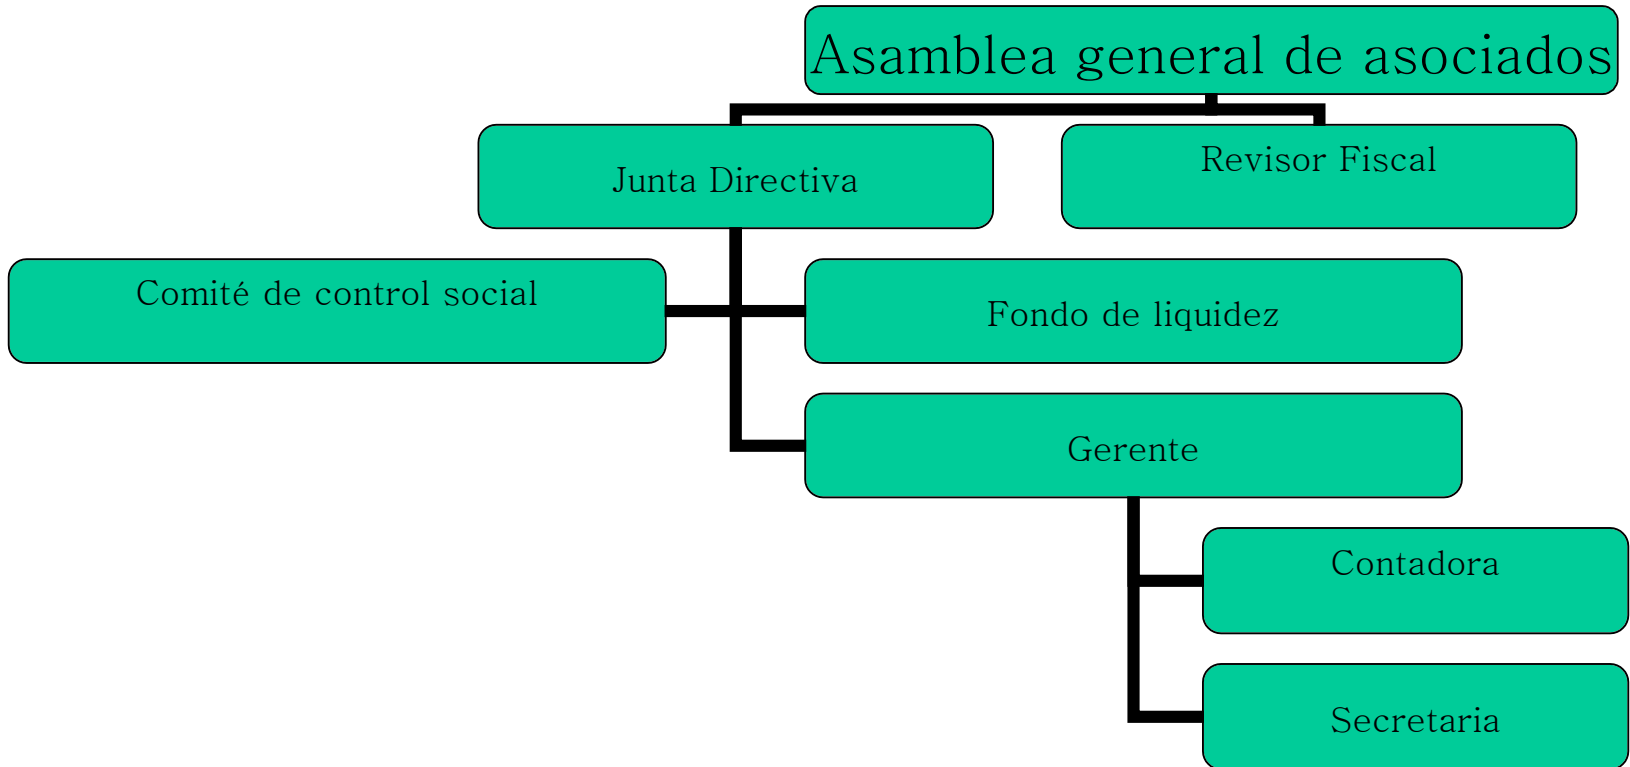 Asamblea general de asociados
Junta Directiva
Revisor Fiscal
Comité de control social
Fondo de liquidez
Gerente
Contadora
Secretaria